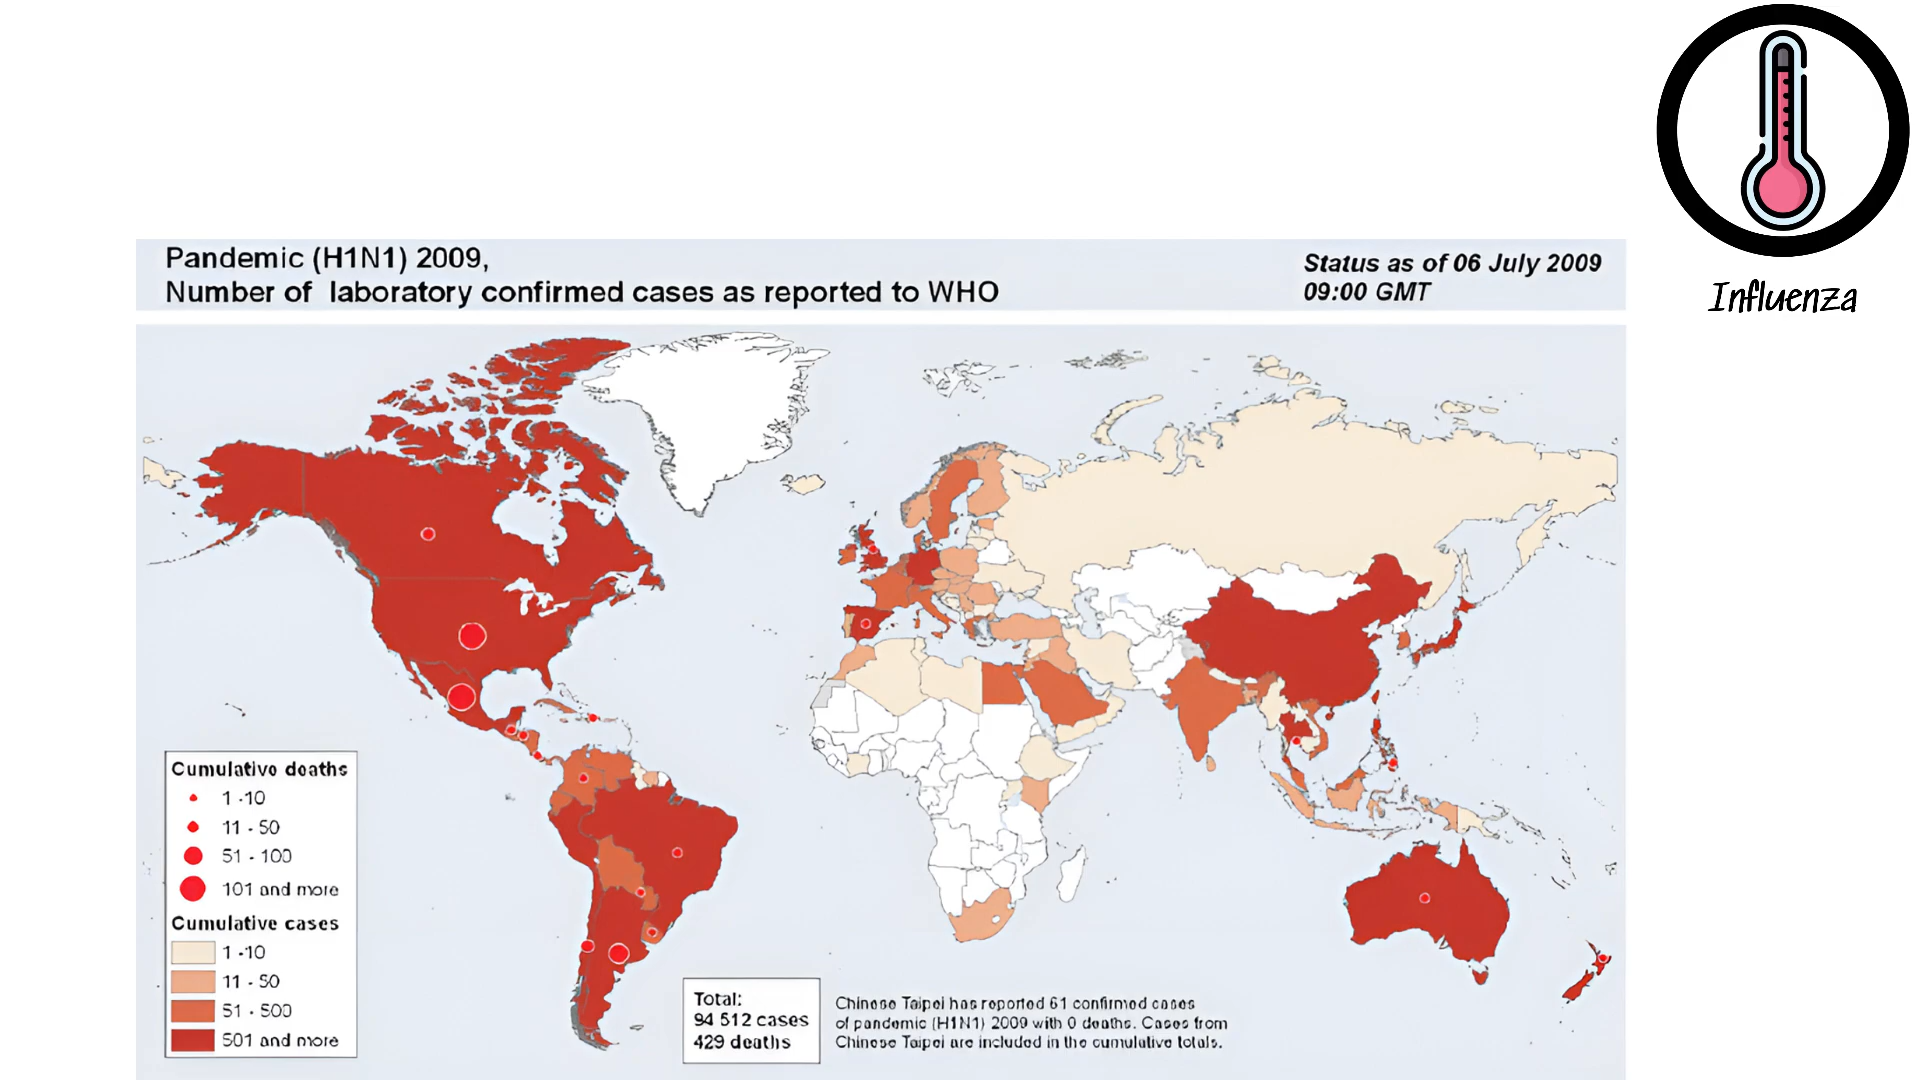 Influenza
Pandemic (H1N1) 2009,
Number of laboratory confirmed cases as reported to WHO
Status as of 06 July 2009
09:00 GMT
Cumulative deaths
1 -10
11 - 50
51 - 100
101 and more
Cumulative cases
1 -10
11 - 50
51 - 500
501 and more
Total:
94 512 cases
429 deaths
Chinese Taipei has reported 61 confirmed cases
of pandemic (H1N1) 2009 with 0 deaths. Cases from
Chinese Taipei are included in the cumulative totals.